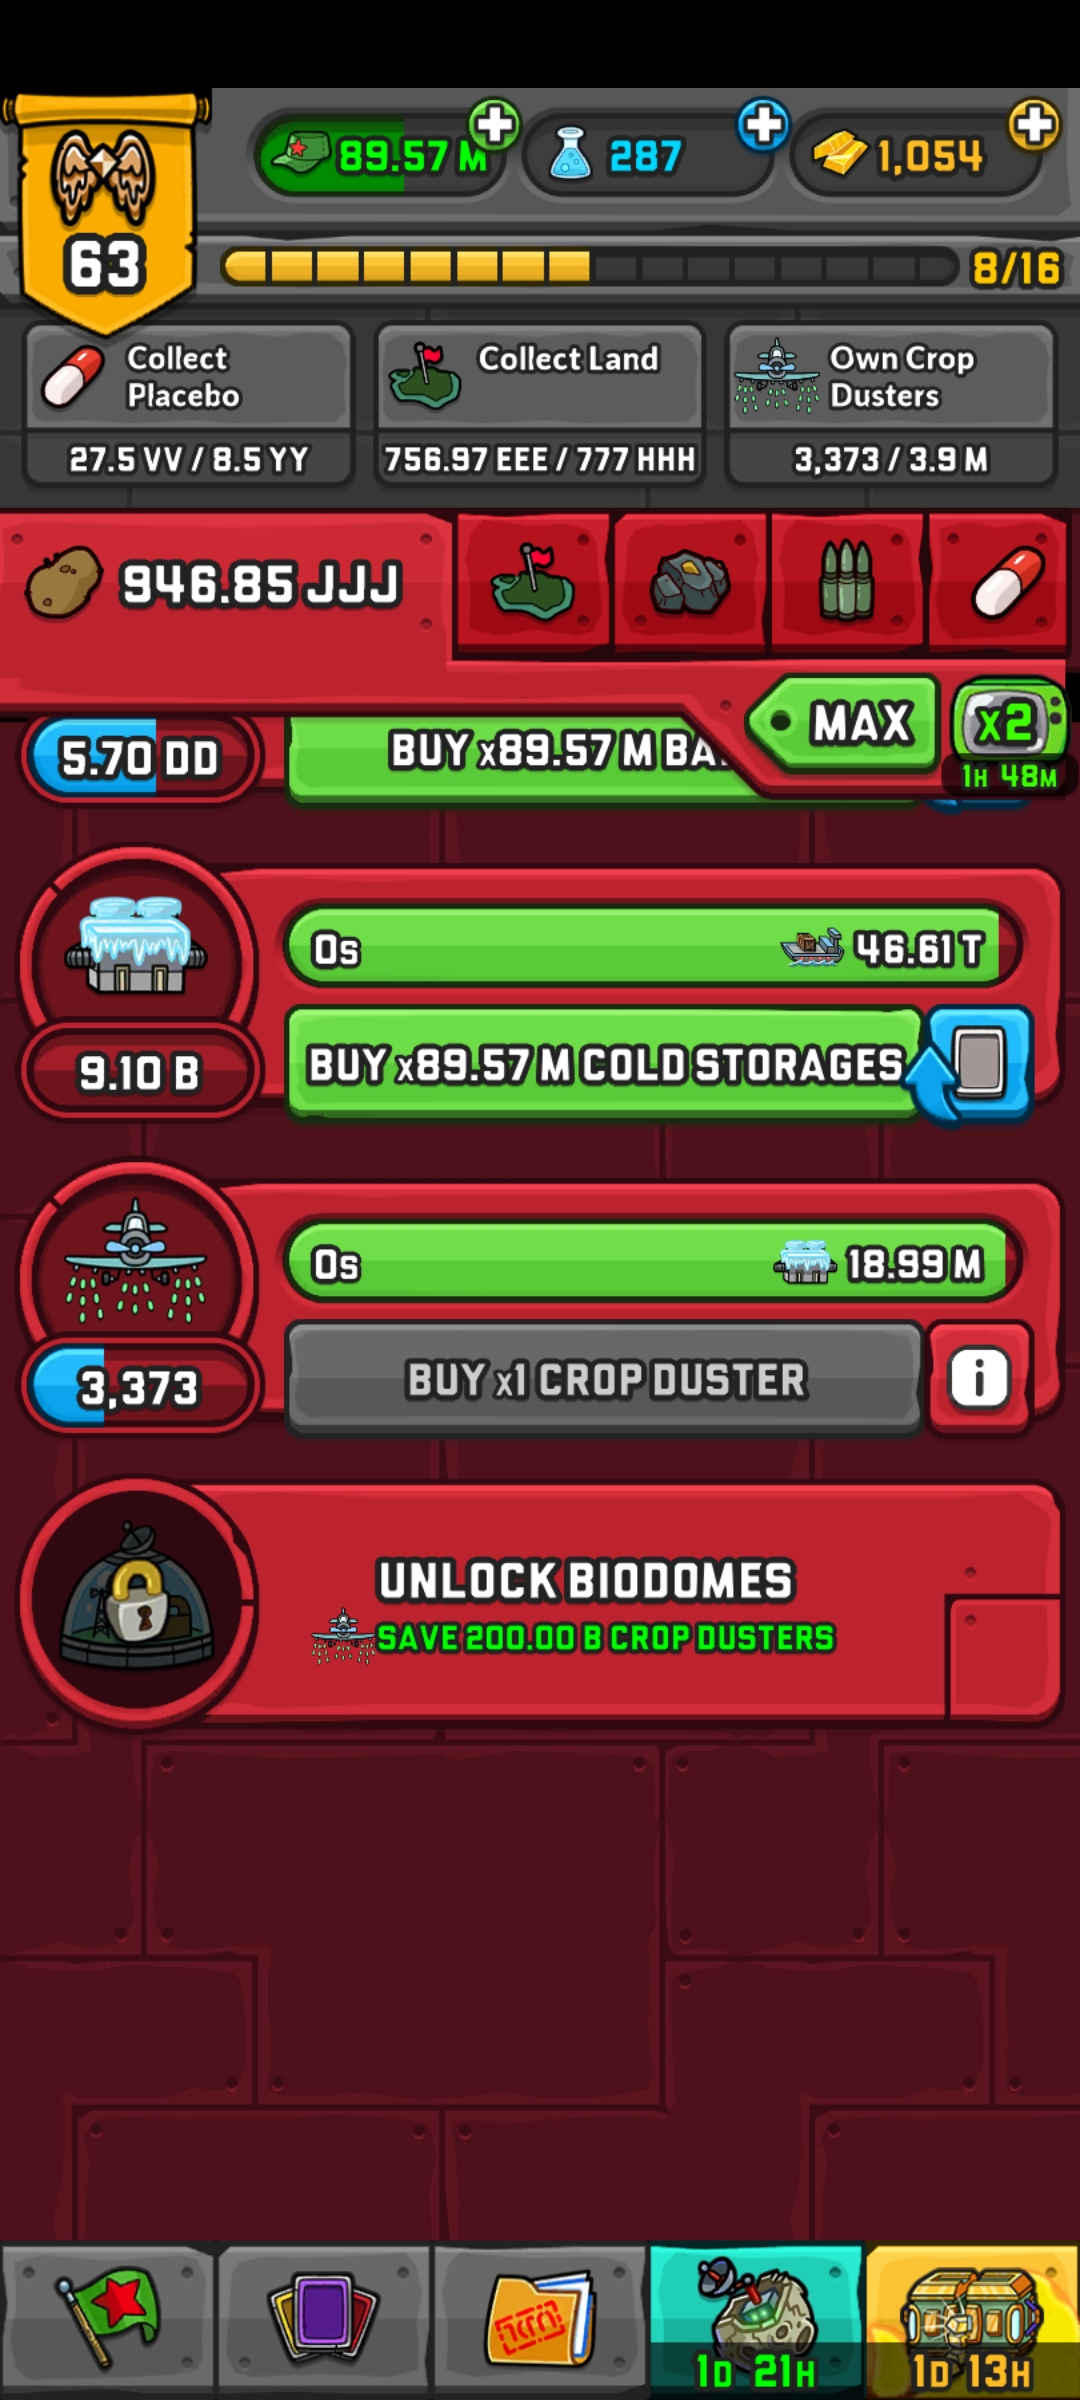 89.57 M
287
1,054
63
8/16
Collect
Placebo
27.5 VV / 8.5 YY
Collect Land
756.97 EEE / 777 HHH
Own Crop
Dusters
3,373 / 3.9 M
946.85 JJJ
MAX
x2
1H 48M
5.70 DD
BUY x89.57 M BA
0s
46.61 T
9.10 B
BUY x89.57 M COLD STORAGES
0s
18.99 M
3,373
BUY x1 CROP DUSTER
i
UNLOCK BIODOMES
SAVE 200.00 B CROP DUSTERS
1D 21H
1D 13H